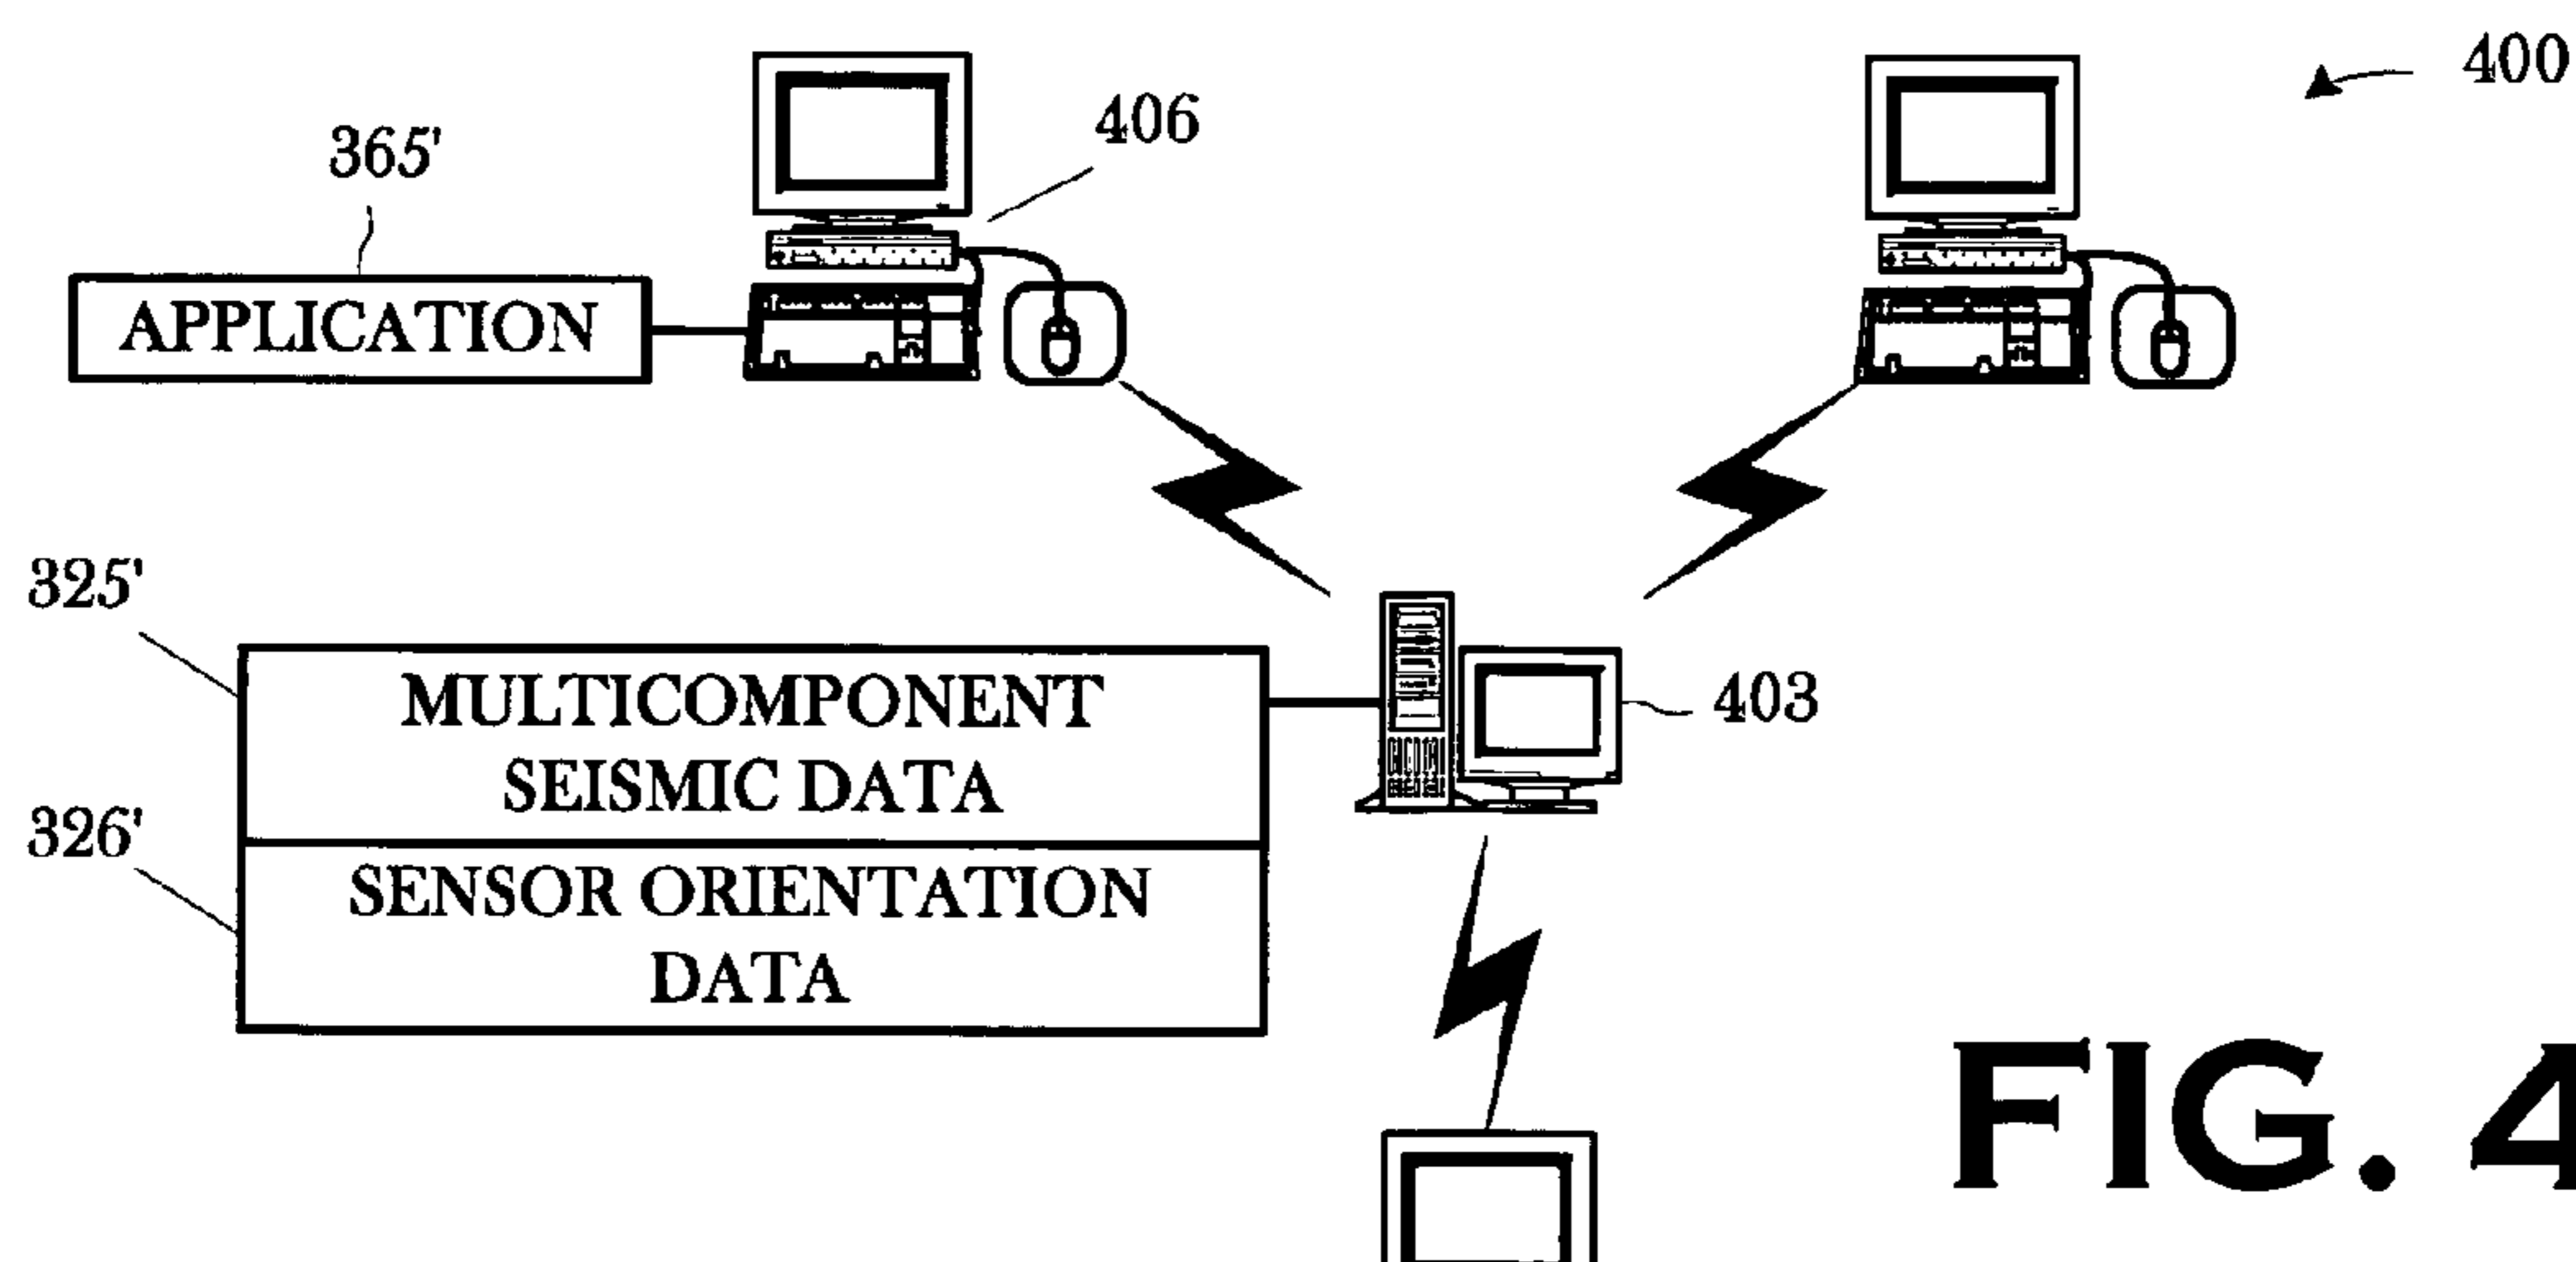 400
406
365'
APPLICATION
325'
MULTICOMPONENT
SEISMIC DATA
403
326'
SENSOR ORIENTATION
DATA
FIG. 4